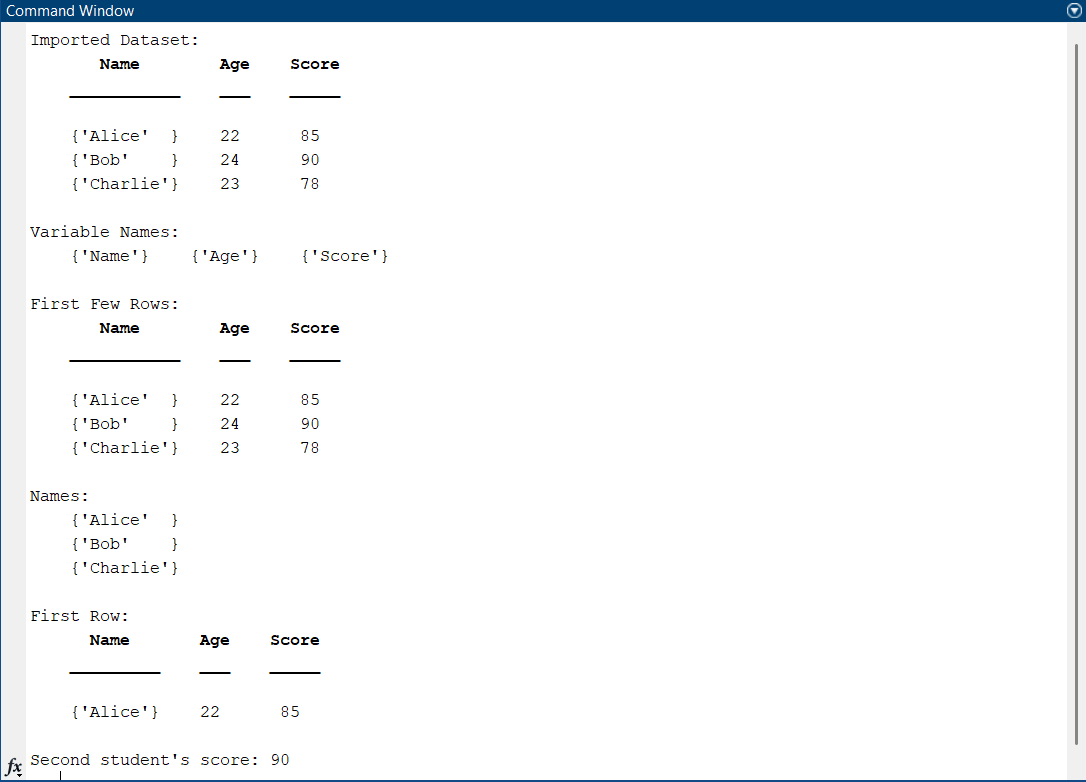 Command Window
Imported Dataset:
Name Age Score
{'Alice'  } 22 85
{'Bob'    } 24 90
{'Charlie'} 23 78
Variable Names:
{'Name'} {'Age'} {'Score'}
First Few Rows:
Name Age Score
{'Alice'  } 22 85
{'Bob'    } 24 90
{'Charlie'} 23 78
Names:
{'Alice'  }
{'Bob'    }
{'Charlie'}
First Row:
Name Age Score
{'Alice'} 22 85
fx Second student's score: 90